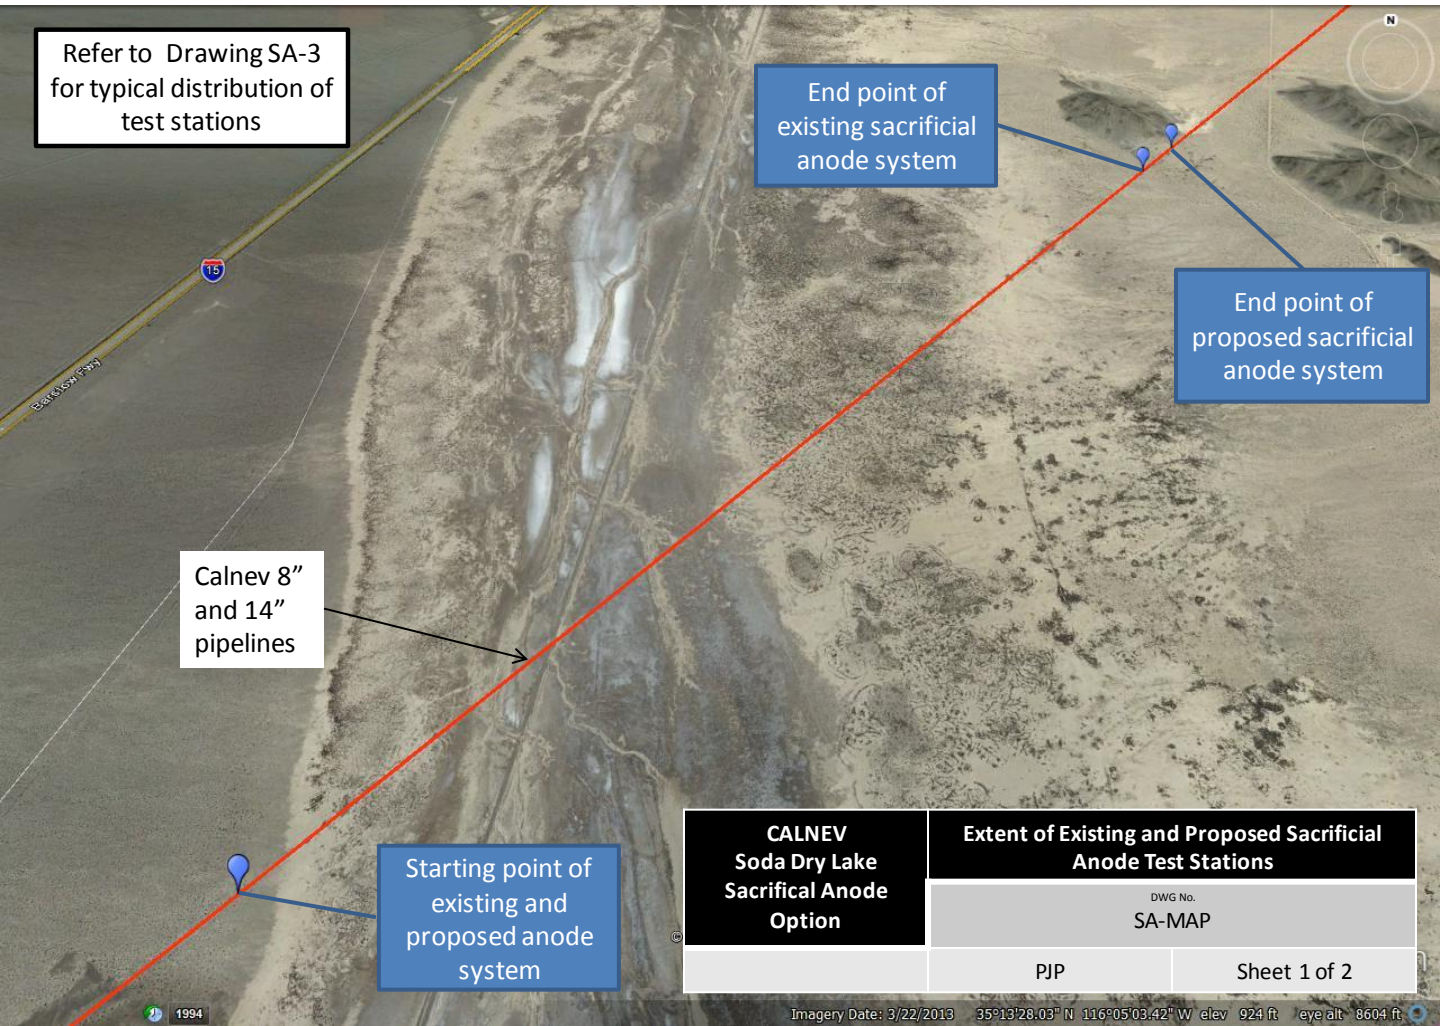 Refer to Drawing SA-3
for typical distribution of
test stations
N
End point of
existing sacrificial
anode system
15
End point of
proposed sacrificial
anode system
Barstow Fwy
Calnev 8”
and 14”
pipelines
Starting point of
existing and
proposed anode
system
CALNEV
Soda Dry Lake
Sacrifical Anode
Option
Extent of Existing and Proposed Sacrificial
Anode Test Stations
DWG No.
SA-MAP
PJP
Sheet 1 of 2
1994
Imagery Date: 3/22/2013 35°13'28.03" N 116°05'03.42" W elev 924 ft eye alt 8604 ft